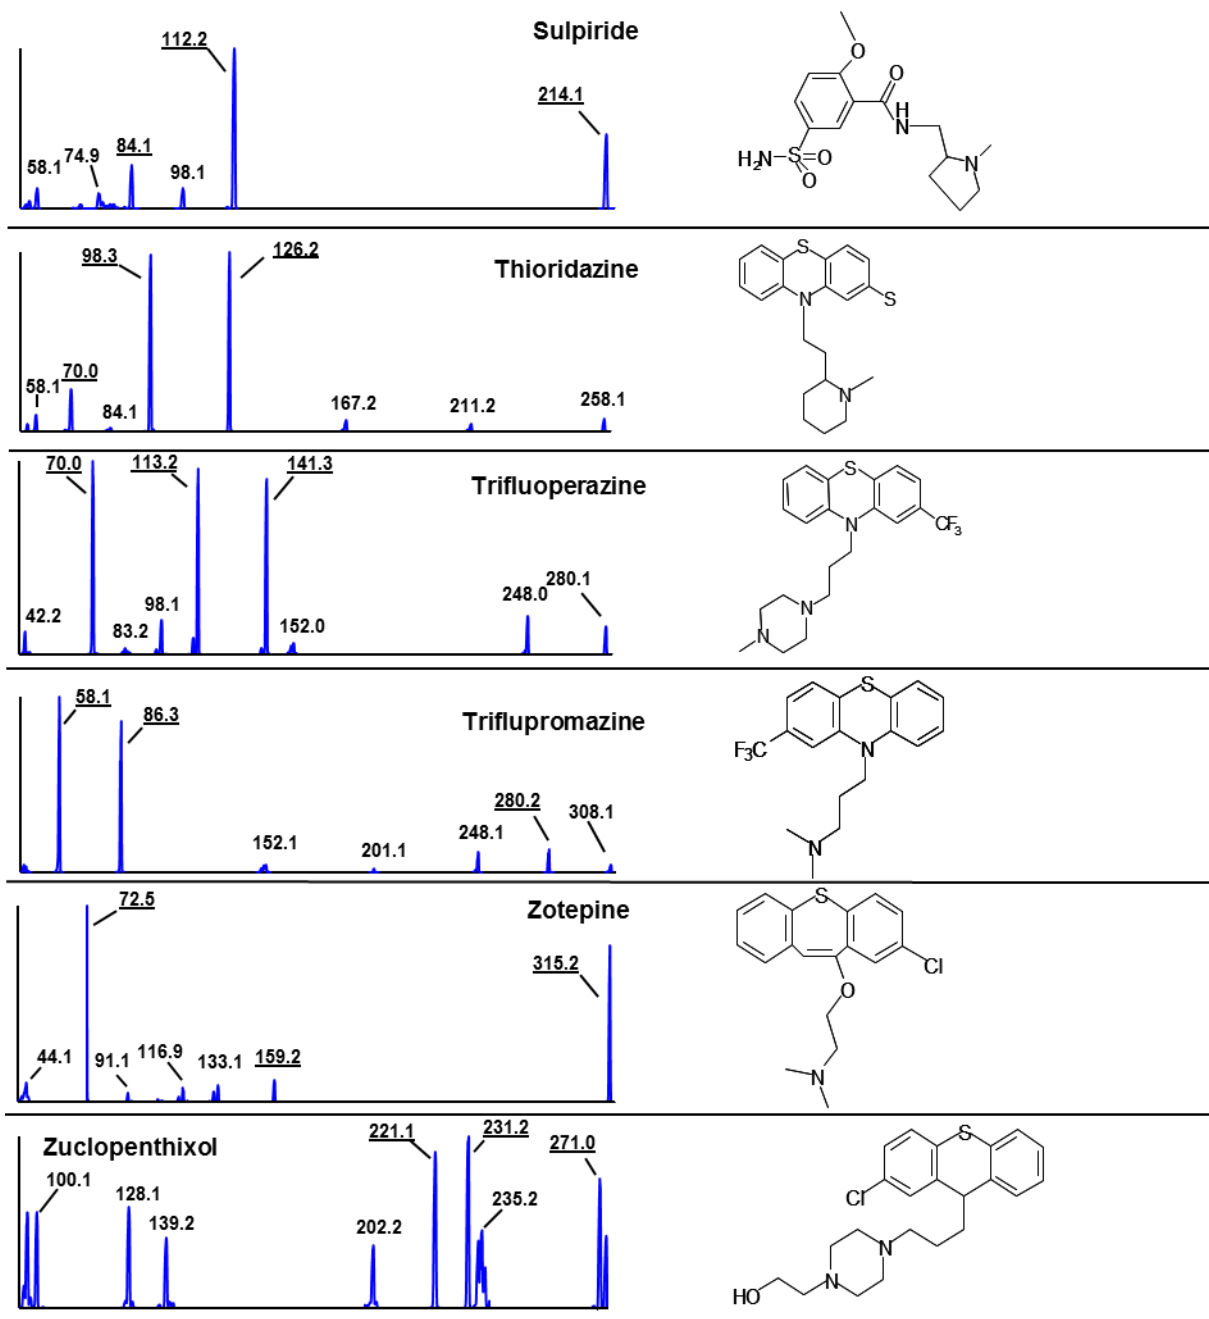 Sulpiride
112.2
214.1
58.1
74.9
84.1
98.1
O
O
H
N
H2N
S
O
O
N
Thioridazine
98.3
126.2
58.1
70.0
84.1
167.2
211.2
258.1
S
N
S
N
Trifluoperazine
70.0
113.2
141.3
42.2
83.2
98.1
152.0
248.0
280.1
S
N
CF3
N
N
Triflupromazine
58.1
86.3
152.1
201.1
248.1
280.2
308.1
S
F3C
N
N
Zotepine
72.5
315.2
44.1
91.1
116.9
133.1
159.2
S
Cl
O
N
Zuclopenthixol
100.1
128.1
139.2
202.2
221.1
231.2
235.2
271.0
S
Cl
N
N
HO